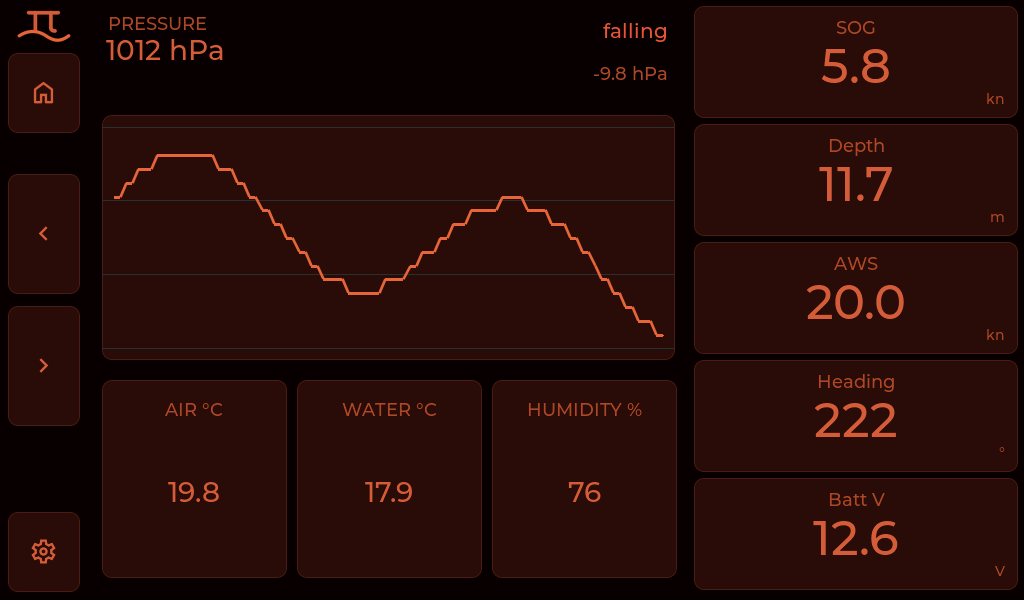 PRESSURE
1012 hPa
falling
-9.8 hPa
AIR °C
19.8
WATER °C
17.9
HUMIDITY %
76
SOG
5.8
kn
Depth
11.7
m
AWS
20.0
kn
Heading
222
°
Batt V
12.6
V